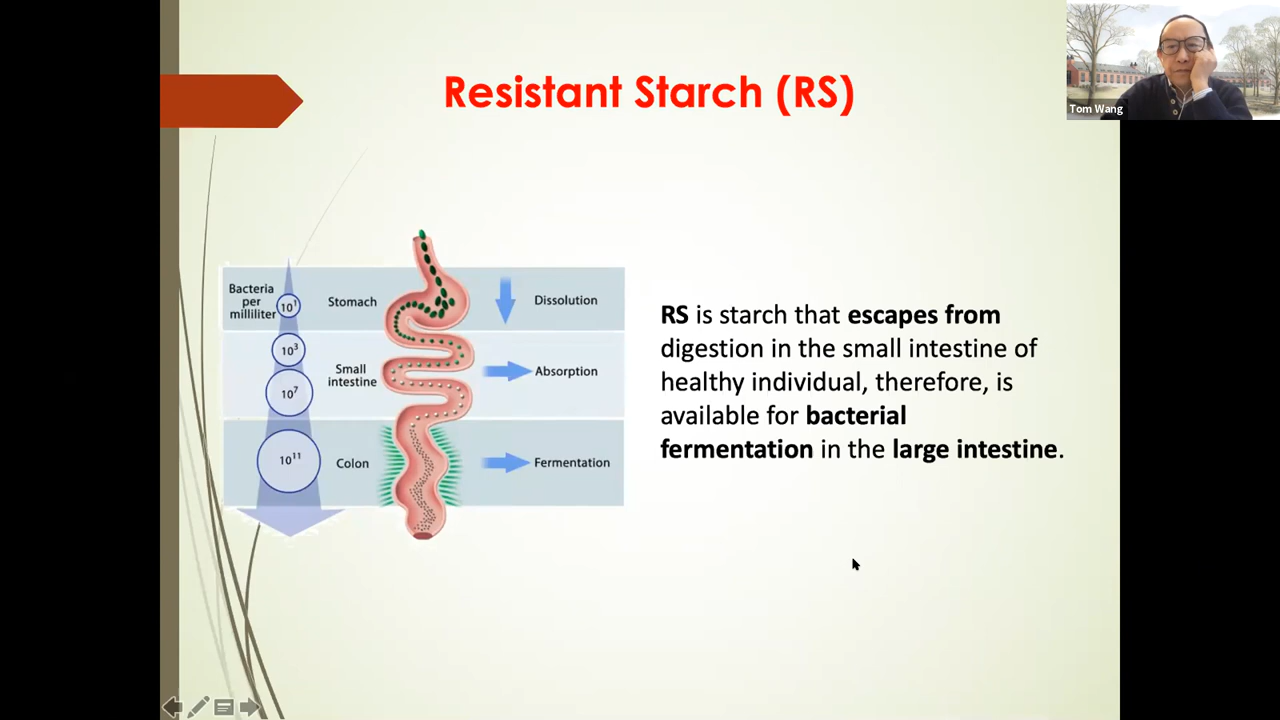 Resistant Starch (RS)
Tom Wang
Bacteria
per
milliliter
10¹
Stomach
Dissolution
10³
10⁷
Small
intestine
Absorption
10¹¹
Colon
Fermentation
RS is starch that escapes from
digestion in the small intestine of
healthy individual, therefore, is
available for bacterial
fermentation in the large intestine.